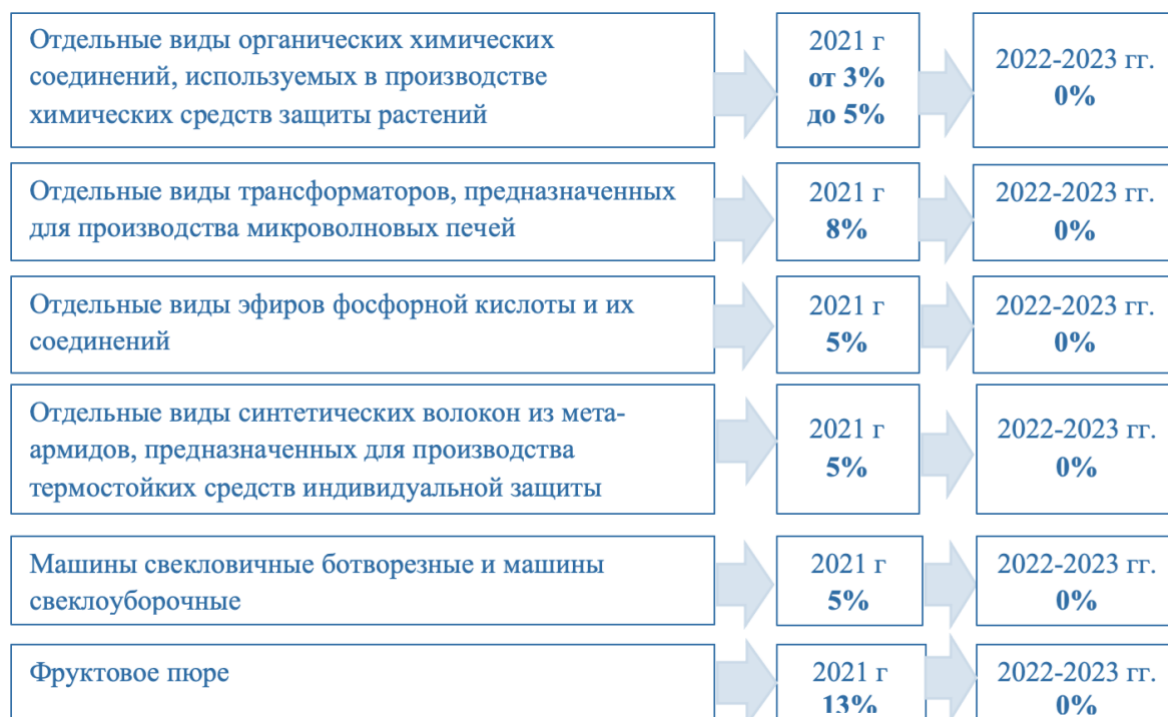 Отдельные виды органических химических
соединений, используемых в производстве
химических средств защиты растений
2021 г
от 3%
до 5%
2022-2023 гг.
0%
Отдельные виды трансформаторов, предназначенных
для производства микроволновых печей
2021 г
8%
2022-2023 гг.
0%
Отдельные виды эфиров фосфорной кислоты и их
соединений
2021 г
5%
2022-2023 гг.
0%
Отдельные виды синтетических волокон из мета-
армидов, предназначенных для производства
термостойких средств индивидуальной защиты
2021 г
5%
2022-2023 гг.
0%
Машины свекловичные ботворезные и машины
свеклоуборочные
2021 г
5%
2022-2023 гг.
0%
Фруктовое пюре
2021 г
13%
2022-2023 гг.
0%